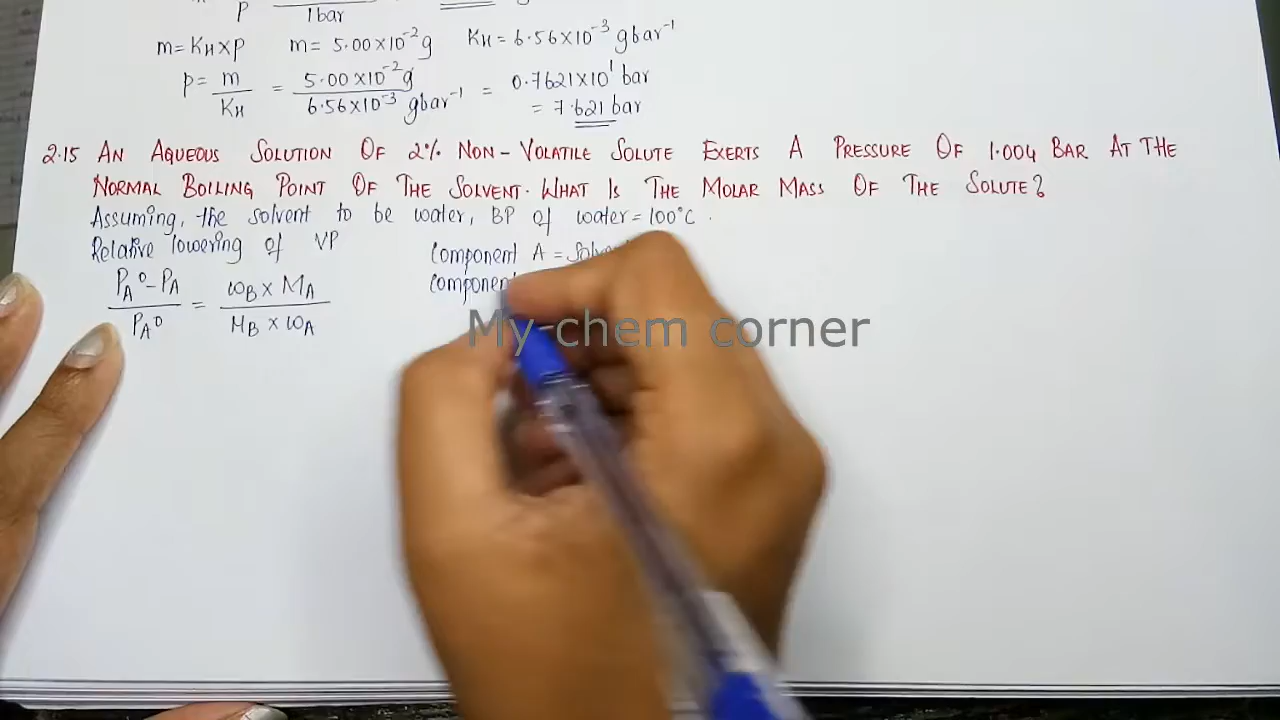 P 1 bar
m = KH × p m = 5.00×10⁻² g KH = 6.56×10⁻³ g bar⁻¹
p = m / KH = 5.00×10⁻² g / 6.56×10⁻³ g bar⁻¹ = 0.7621×10¹ bar
= 7.621 bar
2.15 AN AQUEOUS SOLUTION OF 2% NON-VOLATILE SOLUTE EXERTS A PRESSURE OF 1.004 BAR AT THE
NORMAL BOILING POINT OF THE SOLVENT. WHAT IS THE MOLAR MASS OF THE SOLUTE?
Assuming, the solvent to be water, BP of water = 100°C.
Relative lowering of VP
component A =
PA° - PA / PA° = ωB × MA / MB × ωA
My chem corner